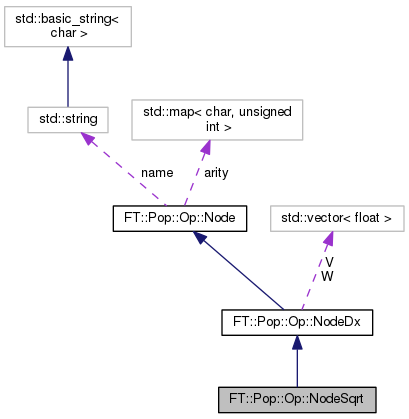 std::basic_string<
char >
std::string
std::map< char, unsigned
int >
name
arity
FT::Pop::Op::Node
std::vector< float >
V
W
FT::Pop::Op::NodeDx
FT::Pop::Op::NodeSqrt